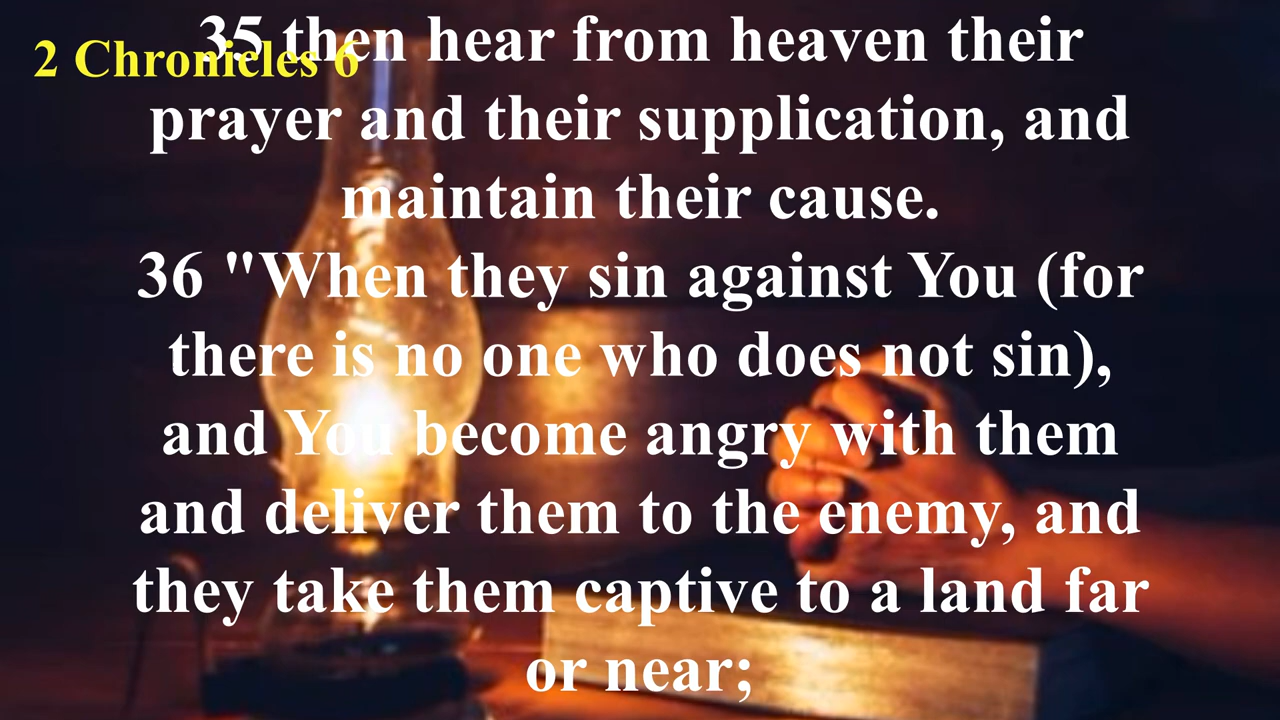 2 Chronicles 6
35 then hear from heaven their
prayer and their supplication, and
maintain their cause.
36 "When they sin against You (for
there is no one who does not sin),
and You become angry with them
and deliver them to the enemy, and
they take them captive to a land far
or near;